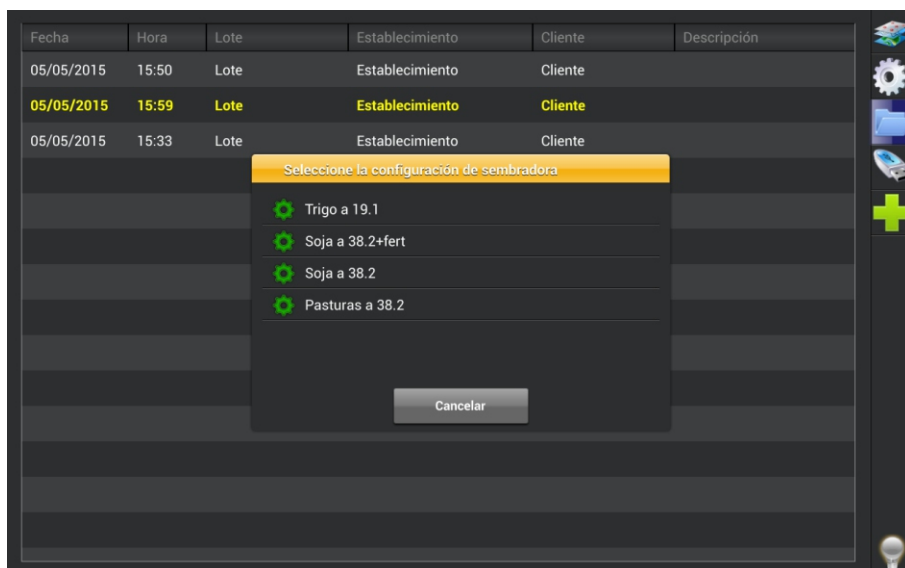 Fecha Hora Lote Establecimiento Cliente Descripción
05/05/2015 15:50 Lote Establecimiento Cliente
05/05/2015 15:59 Lote Establecimiento Cliente
05/05/2015 15:33 Lote Establecimiento Cliente
Seleccione la configuración de sembradora
Trigo a 19.1
Soja a 38.2+fert
Soja a 38.2
Pasturas a 38.2
Cancelar